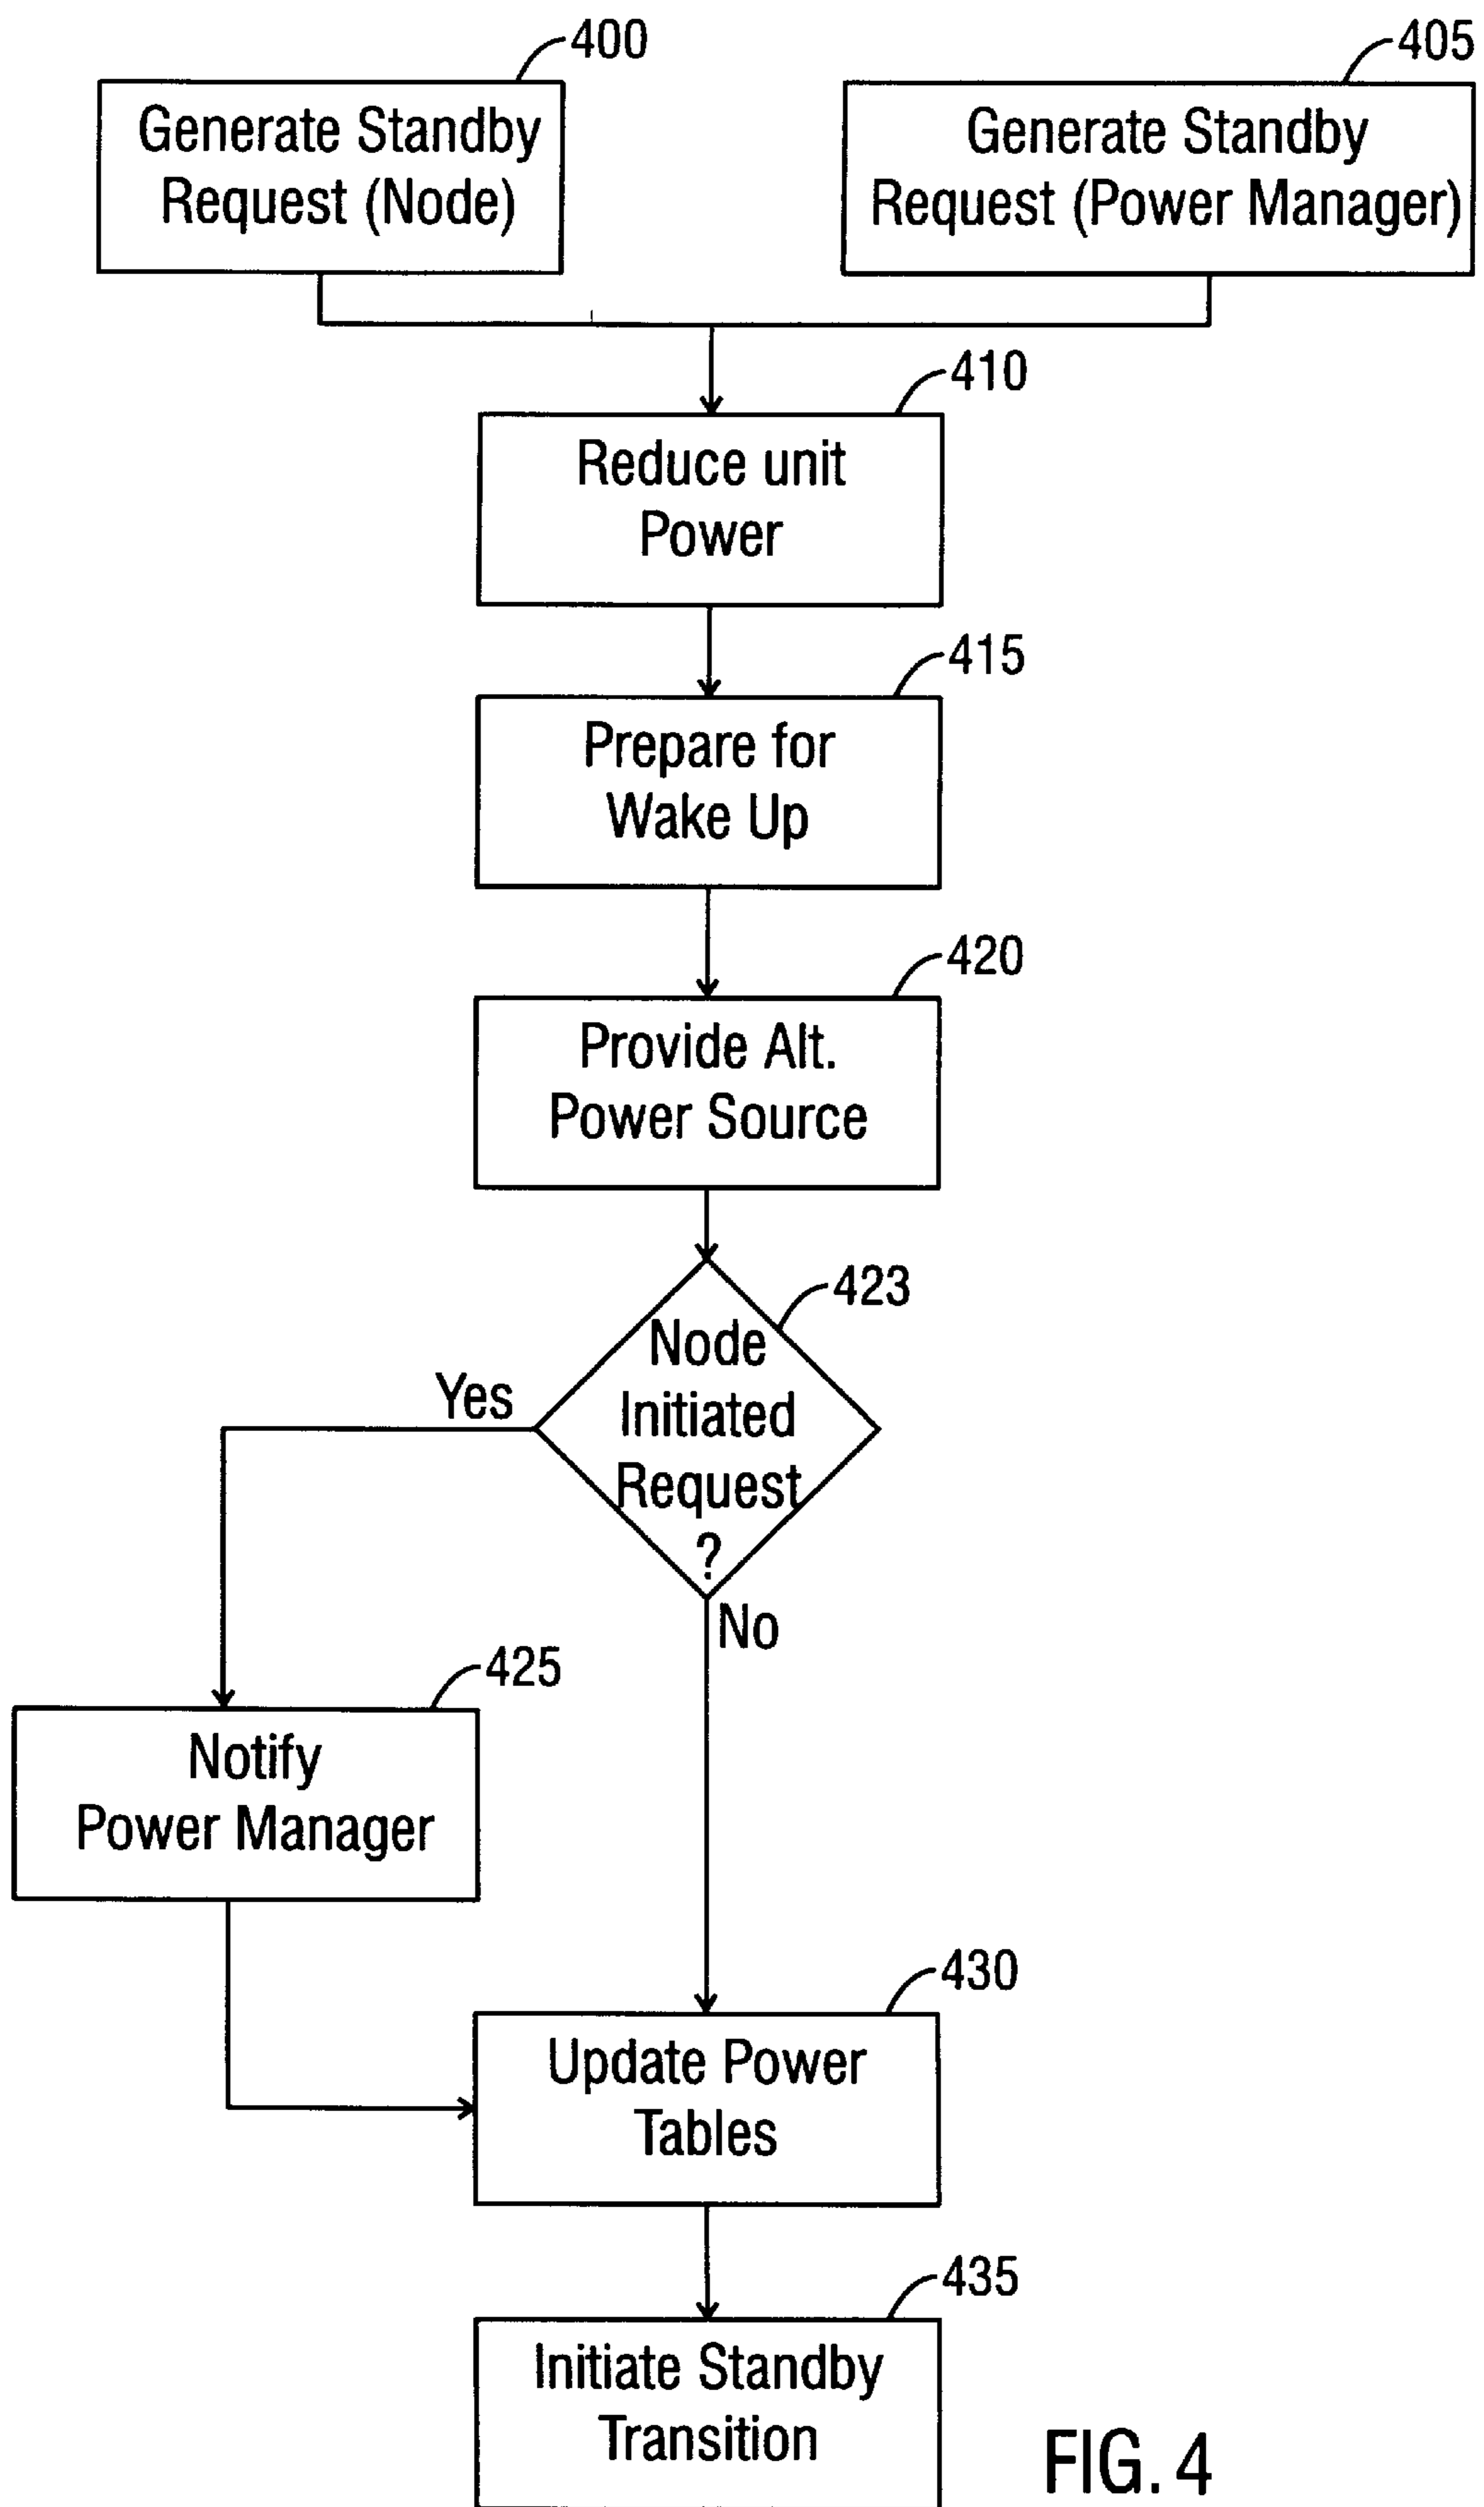 400
Generate Standby
Request (Node)
405
Generate Standby
Request (Power Manager)
410
Reduce unit
Power
415
Prepare for
Wake Up
420
Provide Alt.
Power Source
423
Node
Initiated
Request
?
Yes
No
425
Notify
Power Manager
430
Update Power
Tables
435
Initiate Standby
Transition
FIG. 4